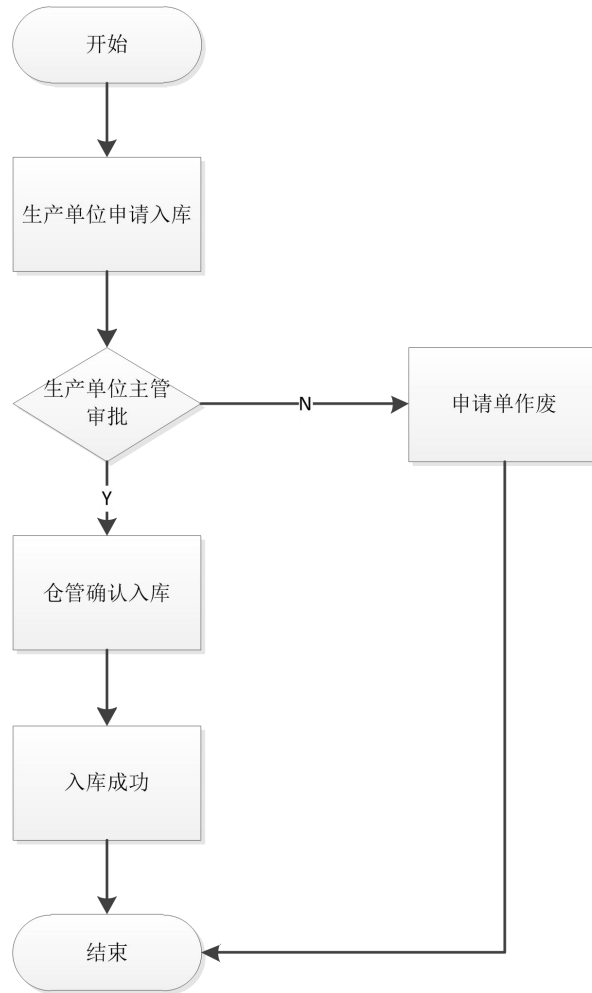 开始
生产单位申请入库
生产单位主管
审批
N
申请单作废
Y
仓管确认入库
入库成功
结束